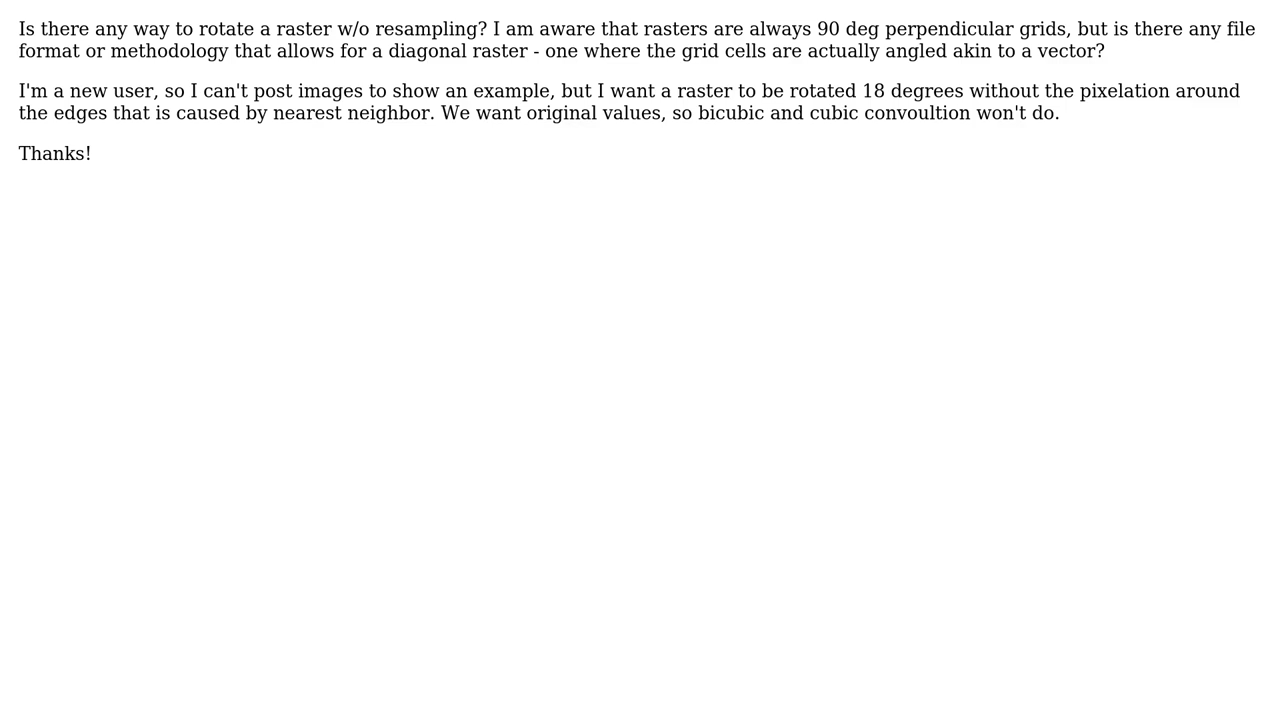 Is there any way to rotate a raster w/o resampling? I am aware that rasters are always 90 deg perpendicular grids, but is there any file
format or methodology that allows for a diagonal raster - one where the grid cells are actually angled akin to a vector?
I'm a new user, so I can't post images to show an example, but I want a raster to be rotated 18 degrees without the pixelation around
the edges that is caused by nearest neighbor. We want original values, so bicubic and cubic convoultion won't do.
Thanks!